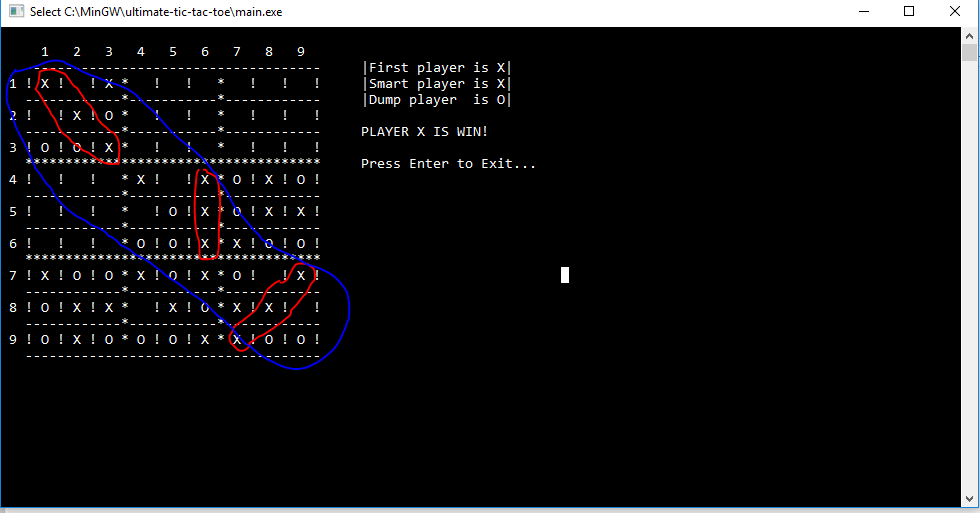 Select C:\MinGW\ultimate-tic-tac-toe\main.exe
1 2 3 4 5 6 7 8 9
-------------------------------------
1 ! X ! ! X * ! ! * ! ! !
------------*-----------*------------
2 ! ! X ! O * ! ! * ! ! !
------------*-----------*------------
3 ! O ! O ! X * ! ! * ! ! !
*************************************
4 ! ! ! * X ! ! X * O ! X ! O !
------------*-----------*------------
5 ! ! ! * ! O ! X * O ! X ! X !
------------*-----------*------------
6 ! ! ! * O ! O ! X * X ! O ! O !
*************************************
7 ! X ! O ! O * X ! O ! X * O ! ! X !
------------*-----------*------------
8 ! O ! X ! X * ! X ! O * X ! X ! !
------------*-----------*------------
9 ! O ! X ! O * O ! O ! X * X ! O ! O !
-------------------------------------
|First player is X|
|Smart player is X|
|Dump player  is O|
PLAYER X IS WIN!
Press Enter to Exit...